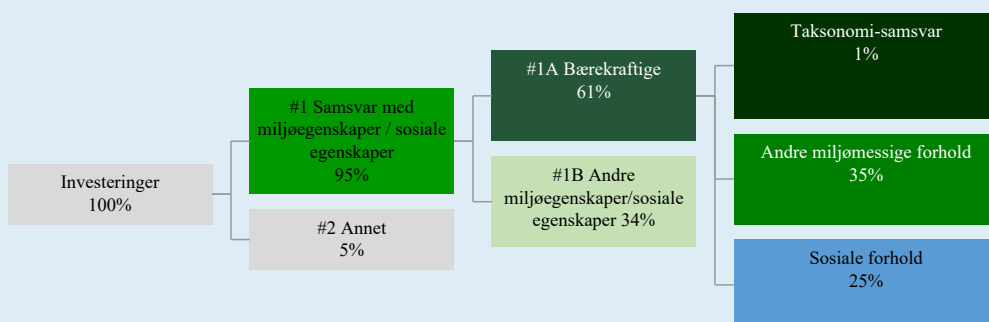 Investeringer
100%
#1 Samsvar med
miljøegenskaper / sosiale
egenskaper
95%
#2 Annet
5%
#1A Bærekraftige
61%
#1B Andre
miljøegenskaper/sosiale
egenskaper 34%
Taksonomi-samsvar
1%
Andre miljømessige forhold
35%
Sosiale forhold
25%